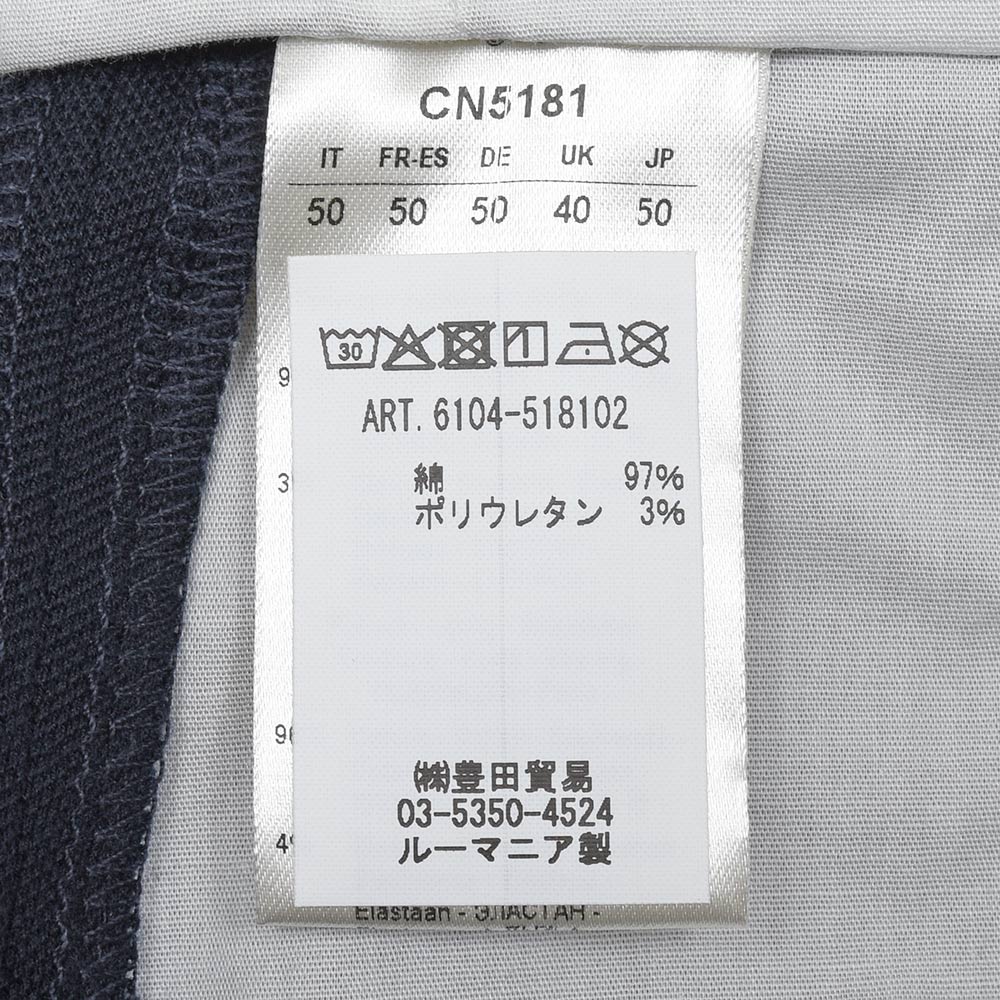 CN5181
IT FR-ES DE UK JP
50 50 50 40 50
30
ART. 6104-518102
綿 97%
ポリウレタン 3%
㈱豊田貿易
03-5350-4524
ルーマニア製
Elastaan - ЭЛАСТАН -